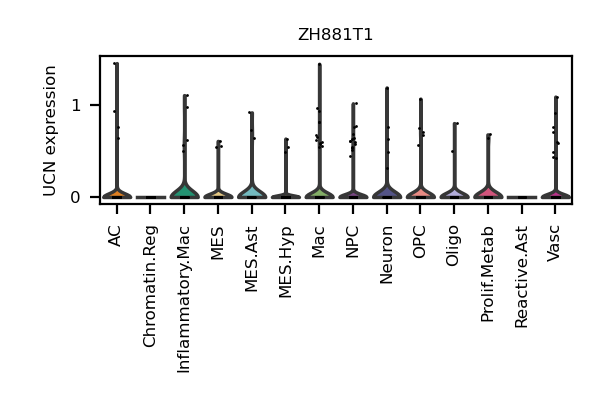 ZH881T1
UCN expression
1
0
AC
Chromatin.Reg
Inflammatory.Mac
MES
MES.Ast
MES.Hyp
Mac
NPC
Neuron
OPC
Oligo
Prolif.Metab
Reactive.Ast
Vasc